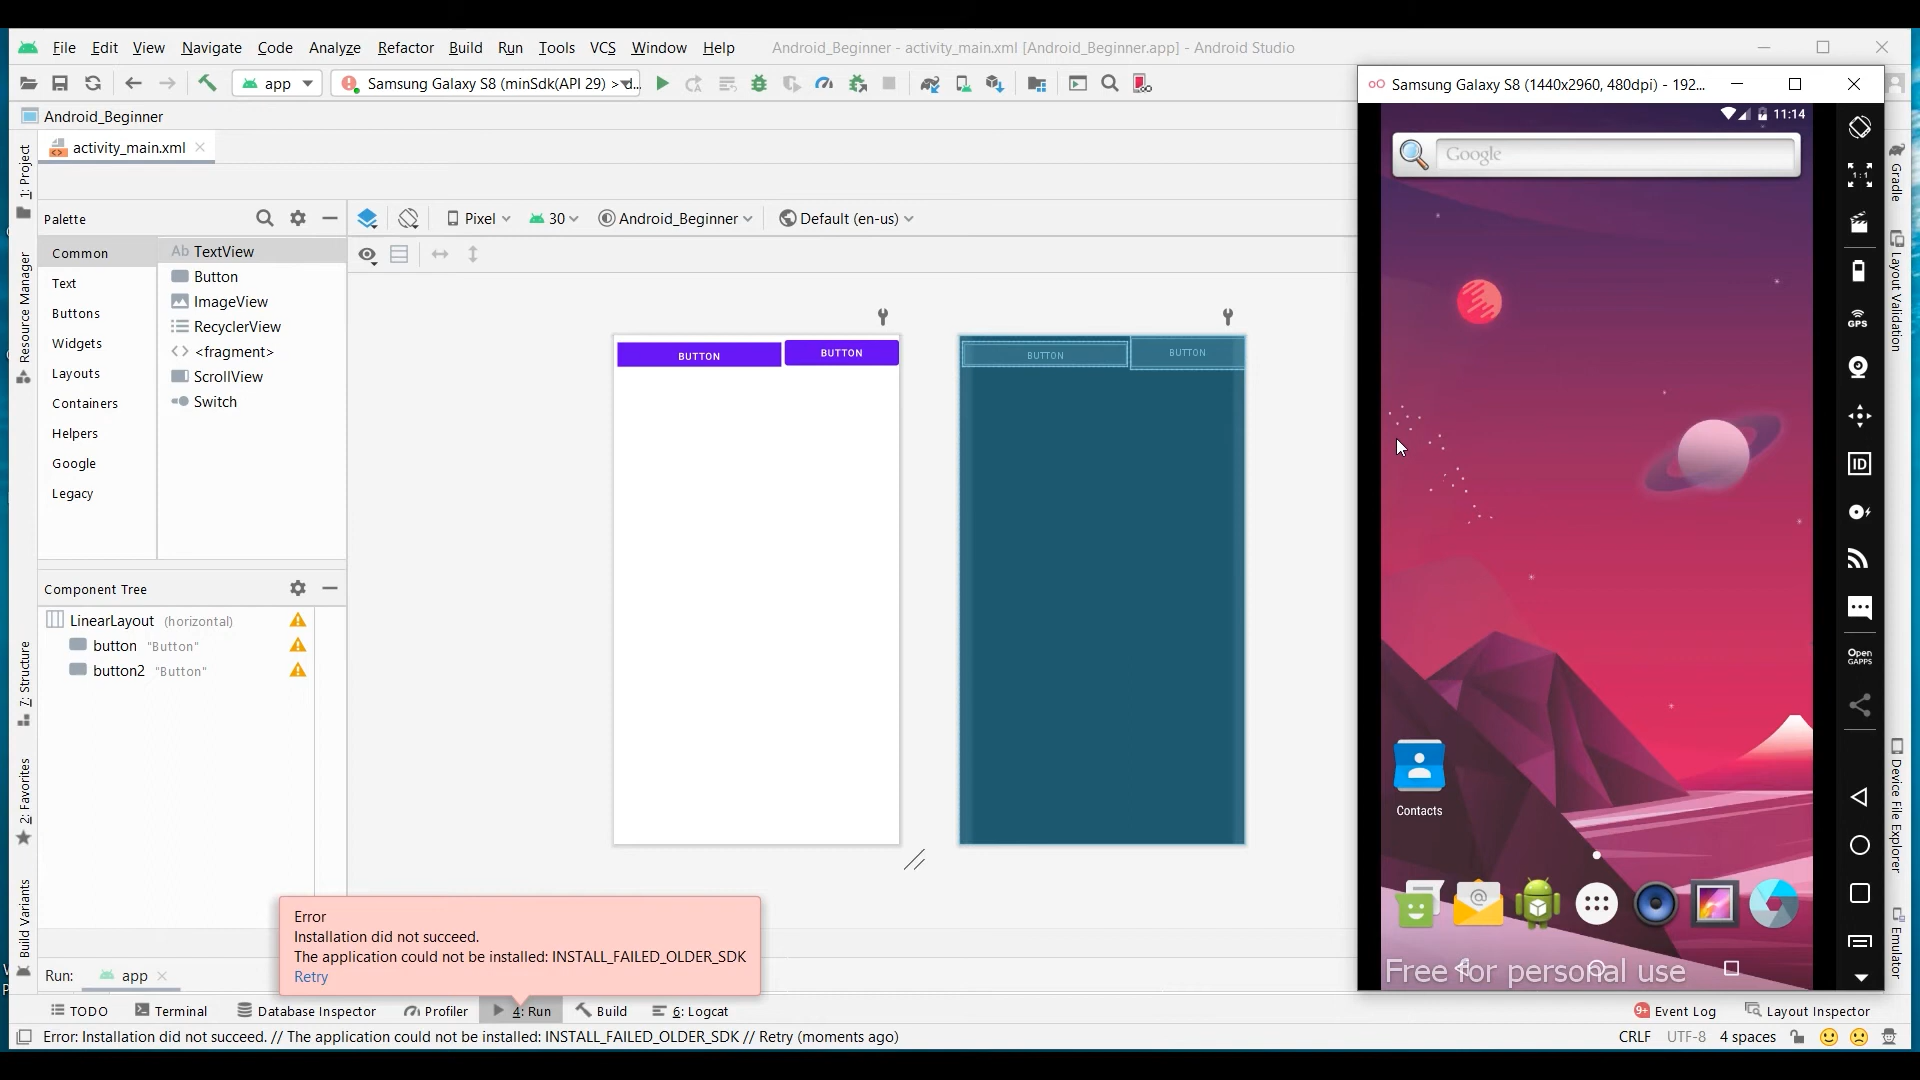 File Edit View Navigate Code Analyze Refactor Build Run Tools VCS Window Help Android_Beginner - activity_main.xml [Android_Beginner.app] - Android Studio
app Samsung Galaxy S8 (minSdk(API 29) > d...
Samsung Galaxy S8 (1440x2960, 480dpi) - 192...
Android_Beginner
activity_main.xml
11:14
Google
Palette
Pixel 30 Android_Beginner Default (en-us)
Common
Text
Buttons
Widgets
Layouts
Containers
Helpers
Google
Legacy
Ab TextView
Button
ImageView
RecyclerView
<fragment>
ScrollView
Switch
BUTTON BUTTON
BUTTON BUTTON
Component Tree
LinearLayout (horizontal)
button "Button"
button2 "Button"
1: Project
Resource Manager
7: Structure
2: Favorites
Build Variants
1:1
GPS
ID
Open
GAPPS
Gradle
Layout Validation
Device File Explorer
Emulator
Contacts
Free for personal use
Error
Installation did not succeed.
The application could not be installed: INSTALL_FAILED_OLDER_SDK
Retry
Run: app
TODO Terminal Database Inspector Profiler 4: Run Build 6: Logcat 9+ Event Log Layout Inspector
Error: Installation did not succeed. // The application could not be installed: INSTALL_FAILED_OLDER_SDK // Retry (moments ago) CRLF UTF-8 4 spaces